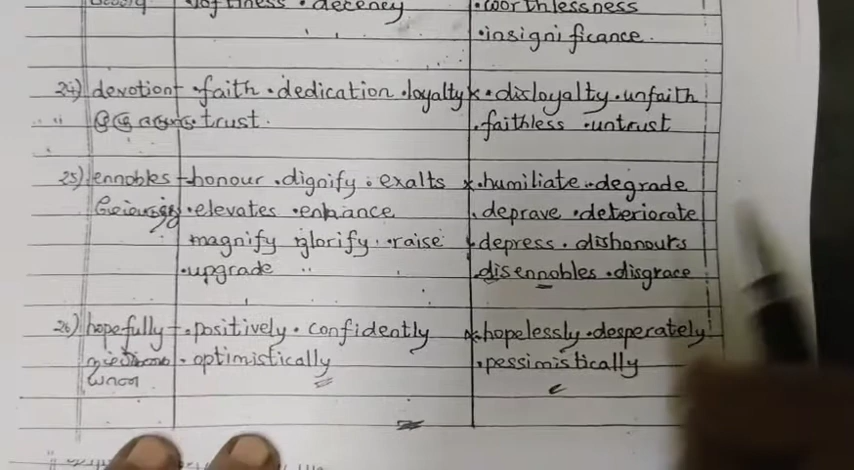 decency worthlessness
insignificance.
24) devotion - faith . dedication . loyalty x . disloyalty . unfaith
trust. . faithless . untrust
25) ennobles - honour . dignify . exalts x . humiliate . degrade
. elevates . enhance . deprave . deteriorate
magnify glorify . raise depress . dishonours
. upgrade disennobles . disgrace
26) hopefully - . positively . confidently x hopelessly . desperately
. optimistically . pessimistically